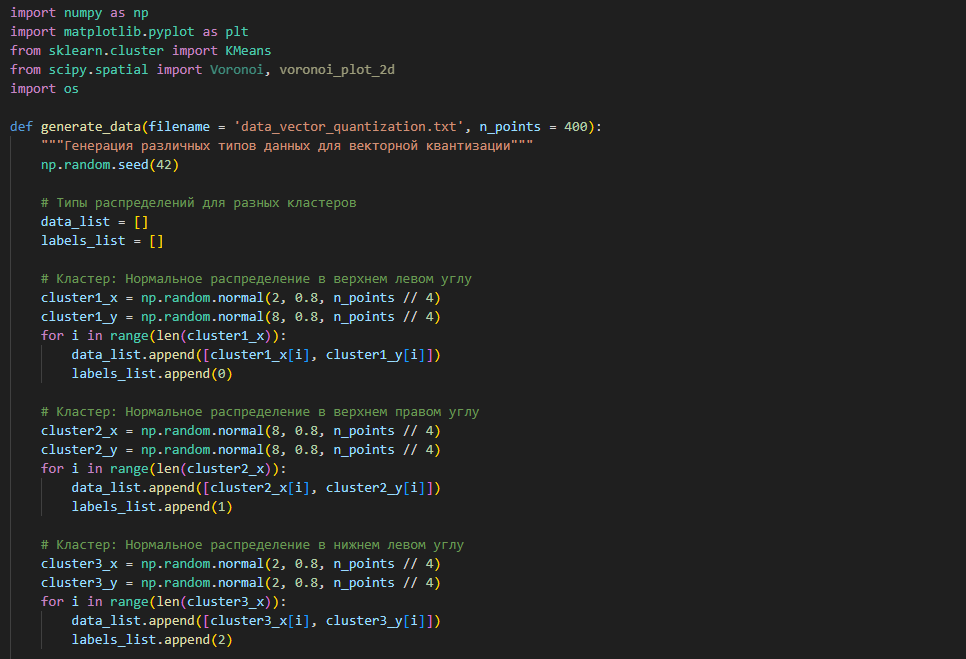 import numpy as np
import matplotlib.pyplot as plt
from sklearn.cluster import KMeans
from scipy.spatial import Voronoi, voronoi_plot_2d
import os

def generate_data(filename = 'data_vector_quantization.txt', n_points = 400):
    """Генерация различных типов данных для векторной квантизации"""
    np.random.seed(42)

    # Типы распределений для разных кластеров
    data_list = []
    labels_list = []

    # Кластер: Нормальное распределение в верхнем левом углу
    cluster1_x = np.random.normal(2, 0.8, n_points // 4)
    cluster1_y = np.random.normal(8, 0.8, n_points // 4)
    for i in range(len(cluster1_x)):
        data_list.append([cluster1_x[i], cluster1_y[i]])
        labels_list.append(0)

    # Кластер: Нормальное распределение в верхнем правом углу
    cluster2_x = np.random.normal(8, 0.8, n_points // 4)
    cluster2_y = np.random.normal(8, 0.8, n_points // 4)
    for i in range(len(cluster2_x)):
        data_list.append([cluster2_x[i], cluster2_y[i]])
        labels_list.append(1)

    # Кластер: Нормальное распределение в нижнем левом углу
    cluster3_x = np.random.normal(2, 0.8, n_points // 4)
    cluster3_y = np.random.normal(2, 0.8, n_points // 4)
    for i in range(len(cluster3_x)):
        data_list.append([cluster3_x[i], cluster3_y[i]])
        labels_list.append(2)